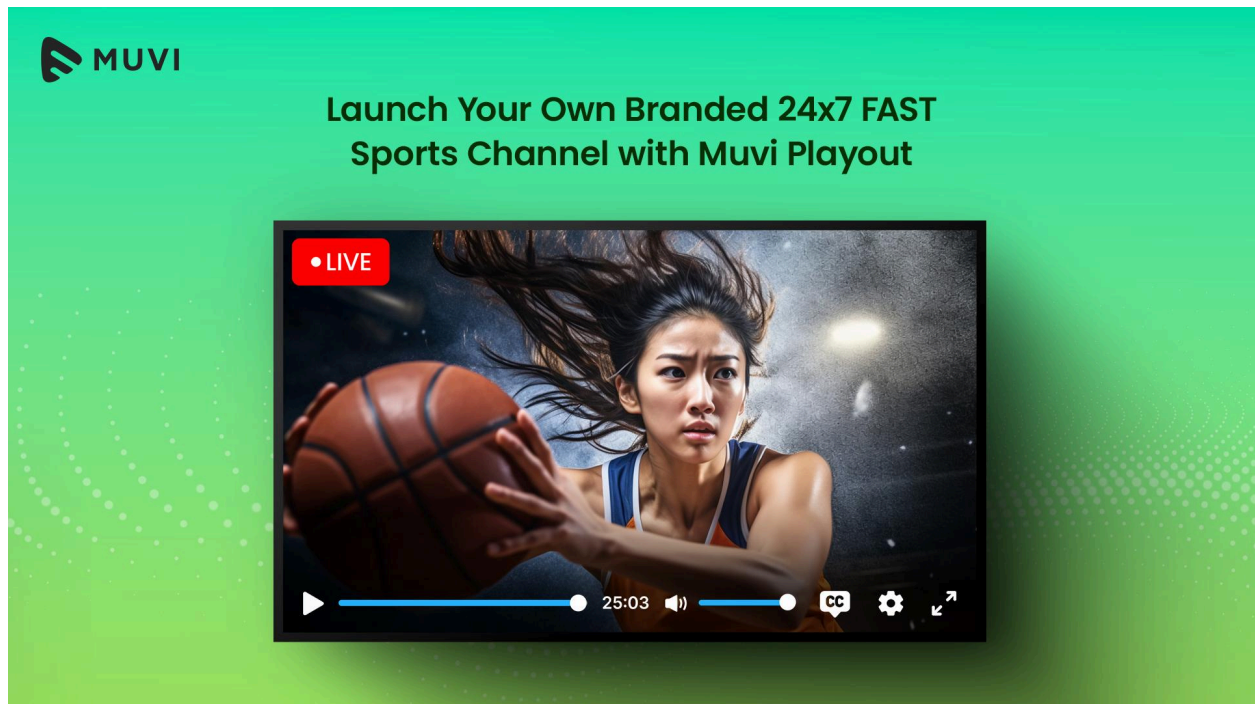 MUVI
Launch Your Own Branded 24x7 FAST
Sports Channel with Muvi Playout
LIVE
25:03
CC